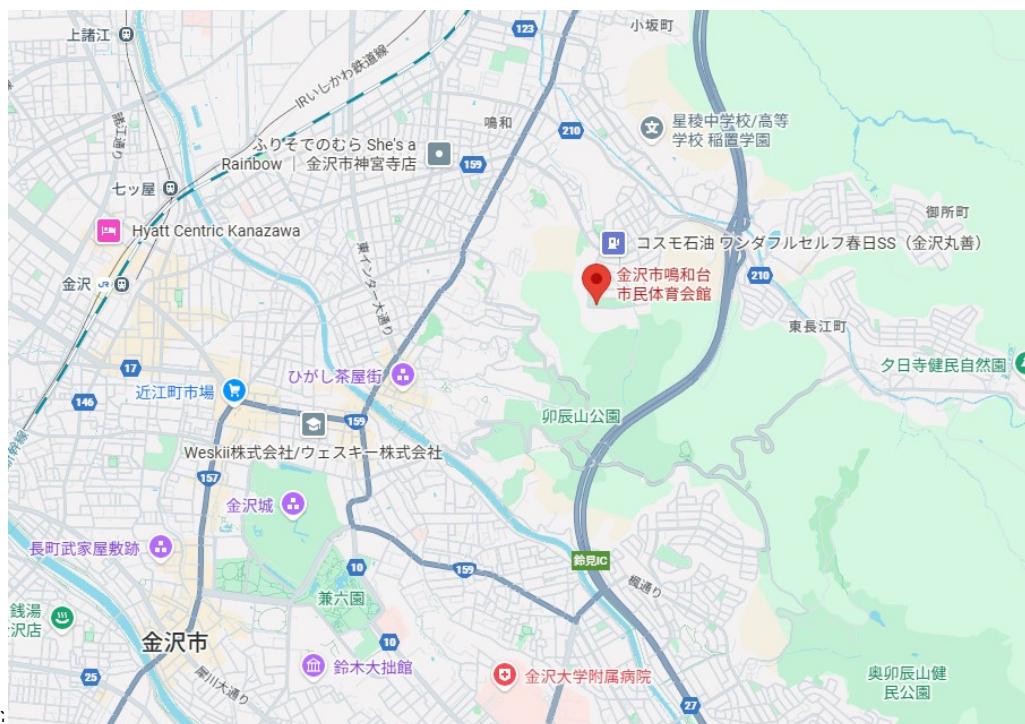 小坂町
123
上諸江
IRいしかわ鉄道線
諸江通り
鳴和
210
星稜中学校/高等
学校 稲置学園
ふりそでのむら She's a
Rainbow | 金沢市神宮寺店
159
七ッ屋
御所町
Hyatt Centric Kanazawa
コスモ石油 ワンダフルセルフ春日SS（金沢丸善）
東インター大通り
金沢
JR
金沢市鳴和台
市民体育会館
210
東長江町
17
ひがし茶屋街
夕日寺健民自然園
近江町市場
146
卯辰山公園
159
Weskii株式会社/ウェスキー株式会社
157
金沢城
長町武家屋敷跡
鈴見IC
10
159
楓通り
兼六園
銭湯
沢店
金沢市
10
25
鈴木大拙館
金沢大学附属病院
奥卯辰山健
民公園
犀川大通り
27